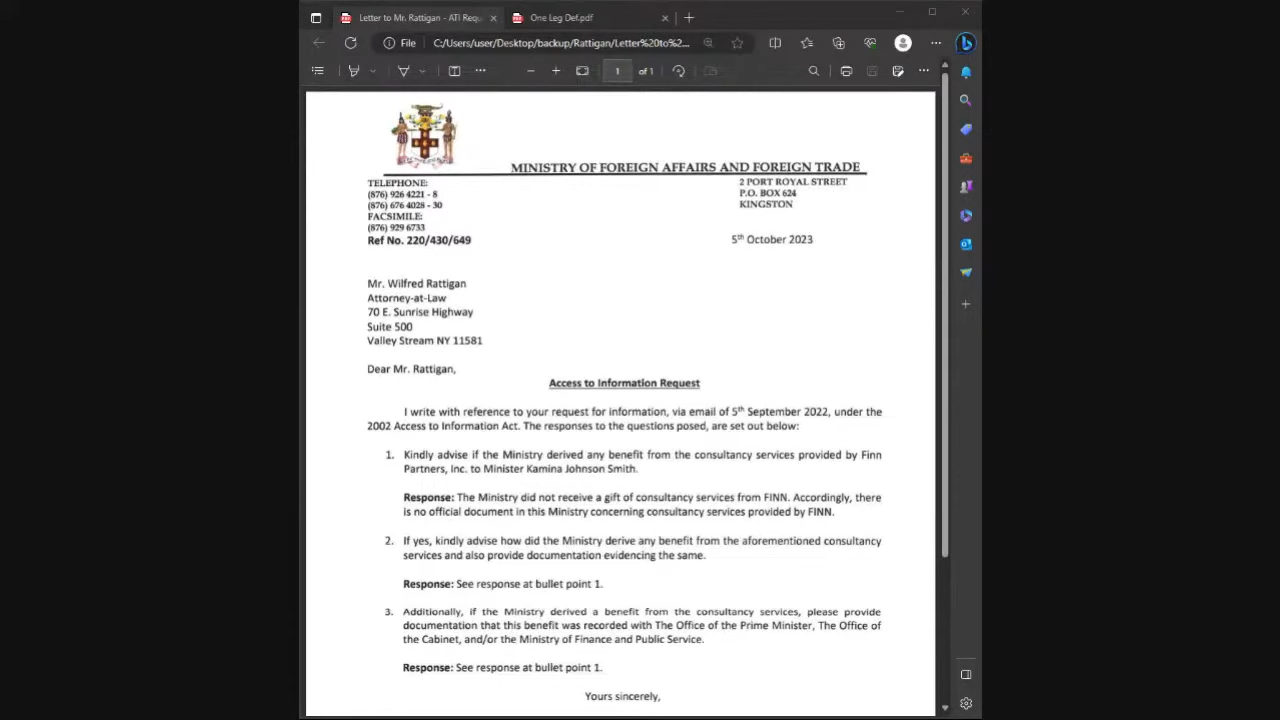 Letter to Mr. Rattigan - ATI Requ
One Leg Def.pdf
File
C:/Users/user/Desktop/backup/Rattigan/Letter%20to%2...
1 of 1
MINISTRY OF FOREIGN AFFAIRS AND FOREIGN TRADE
TELEPHONE:
(876) 926 4221 - 8
(876) 676 4028 - 30
FACSIMILE:
(876) 929 6733
Ref No. 220/430/649
2 PORT ROYAL STREET
P.O. BOX 624
KINGSTON
5th October 2023
Mr. Wilfred Rattigan
Attorney-at-Law
70 E. Sunrise Highway
Suite 500
Valley Stream NY 11581
Dear Mr. Rattigan,
Access to Information Request
I write with reference to your request for information, via email of 5th September 2022, under the
2002 Access to Information Act. The responses to the questions posed, are set out below:
1. Kindly advise if the Ministry derived any benefit from the consultancy services provided by Finn
Partners, Inc. to Minister Kamina Johnson Smith.
Response: The Ministry did not receive a gift of consultancy services from FINN. Accordingly, there
is no official document in this Ministry concerning consultancy services provided by FINN.
2. If yes, kindly advise how did the Ministry derive any benefit from the aforementioned consultancy
services and also provide documentation evidencing the same.
Response: See response at bullet point 1.
3. Additionally, if the Ministry derived a benefit from the consultancy services, please provide
documentation that this benefit was recorded with The Office of the Prime Minister, The Office of
the Cabinet, and/or the Ministry of Finance and Public Service.
Response: See response at bullet point 1.
Yours sincerely,